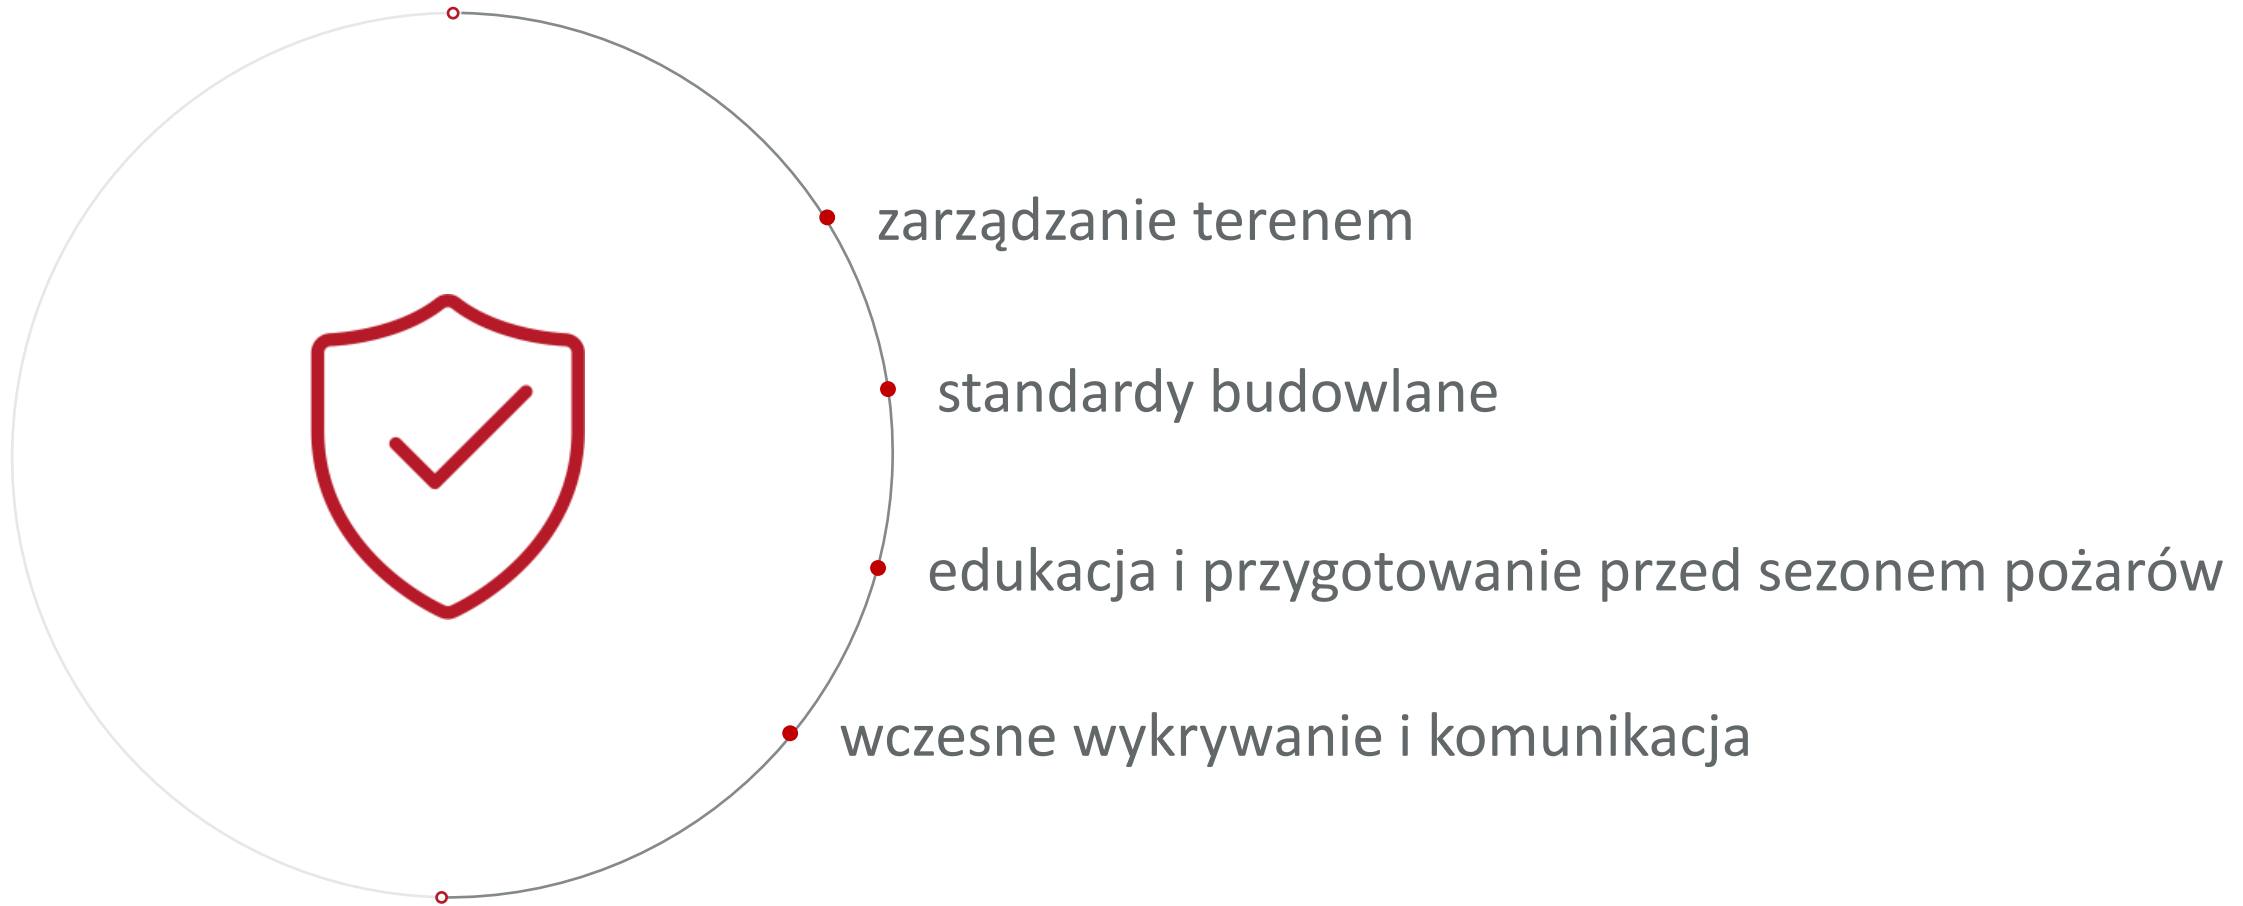 zarządzanie terenem
standardy budowlane
edukacja i przygotowanie przed sezonem pożarów
wczesne wykrywanie i komunikacja